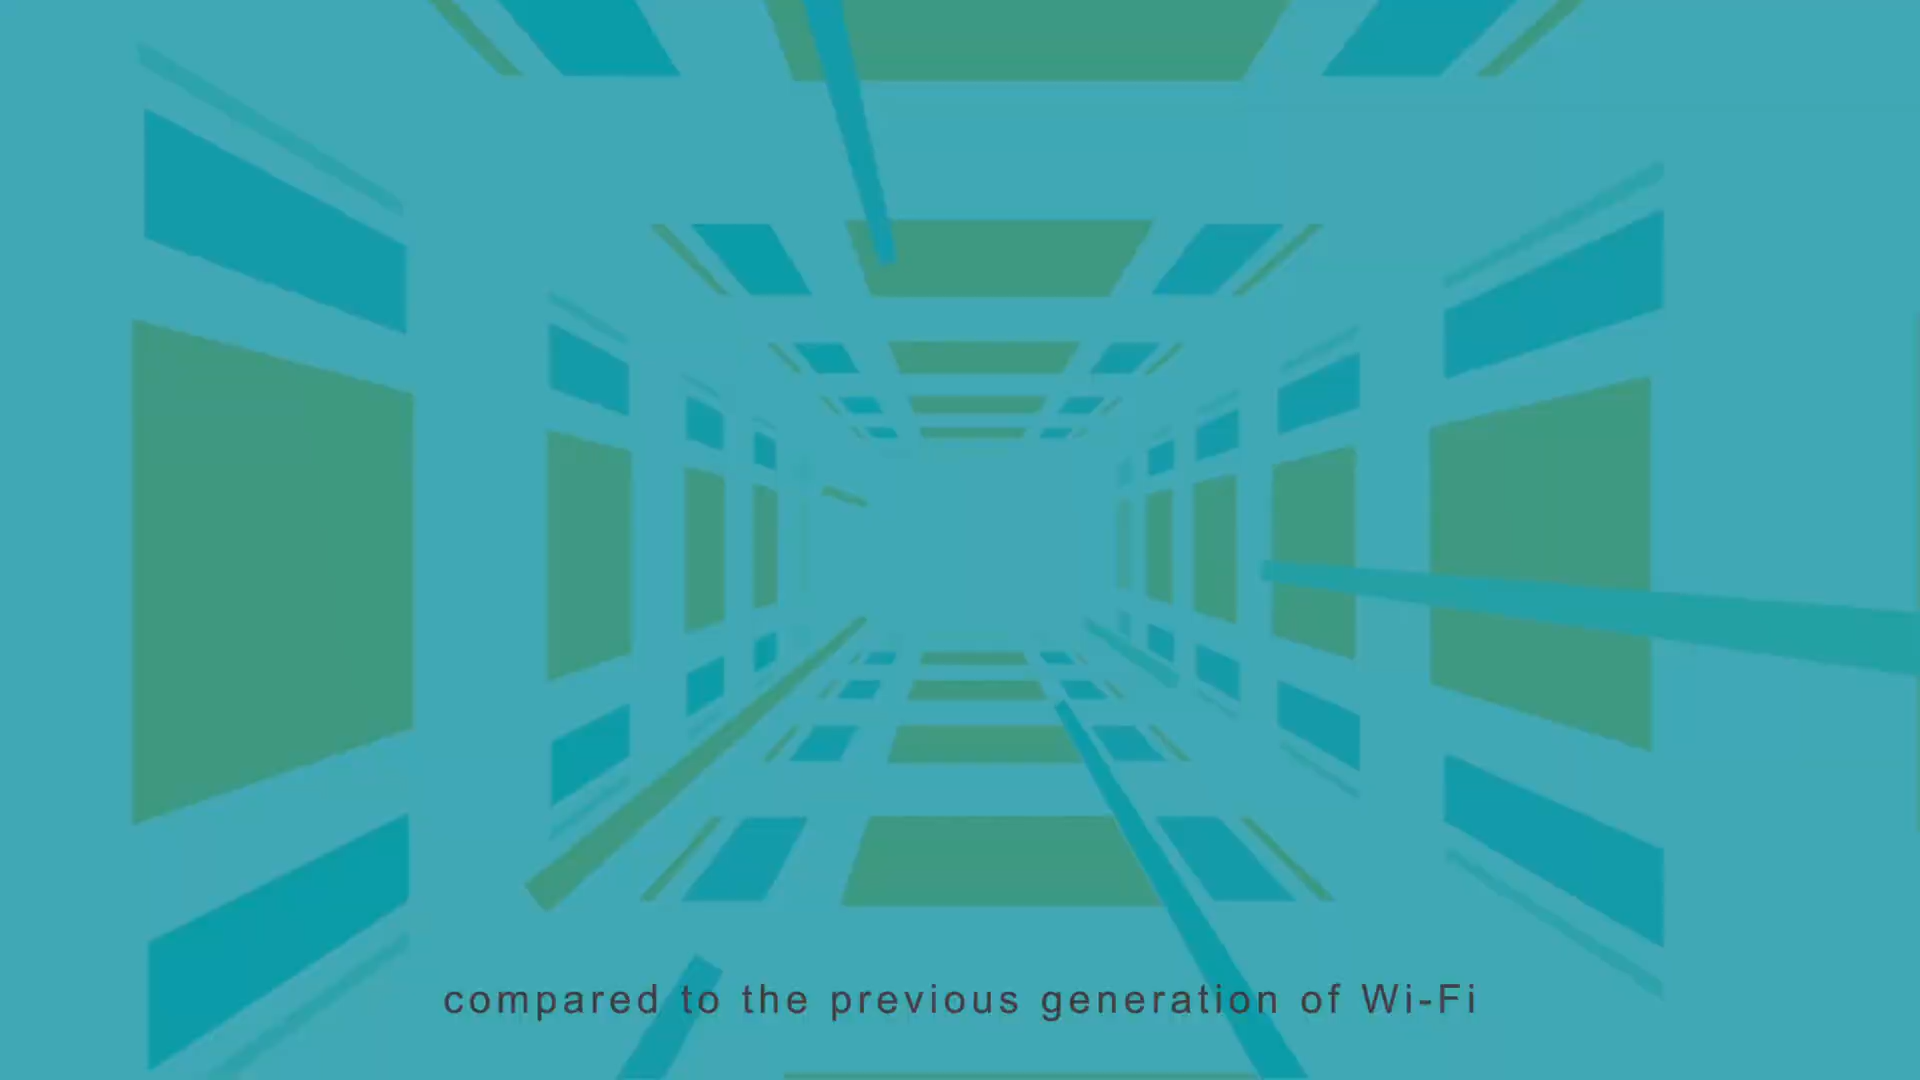 compared to the previous generation of Wi-Fi